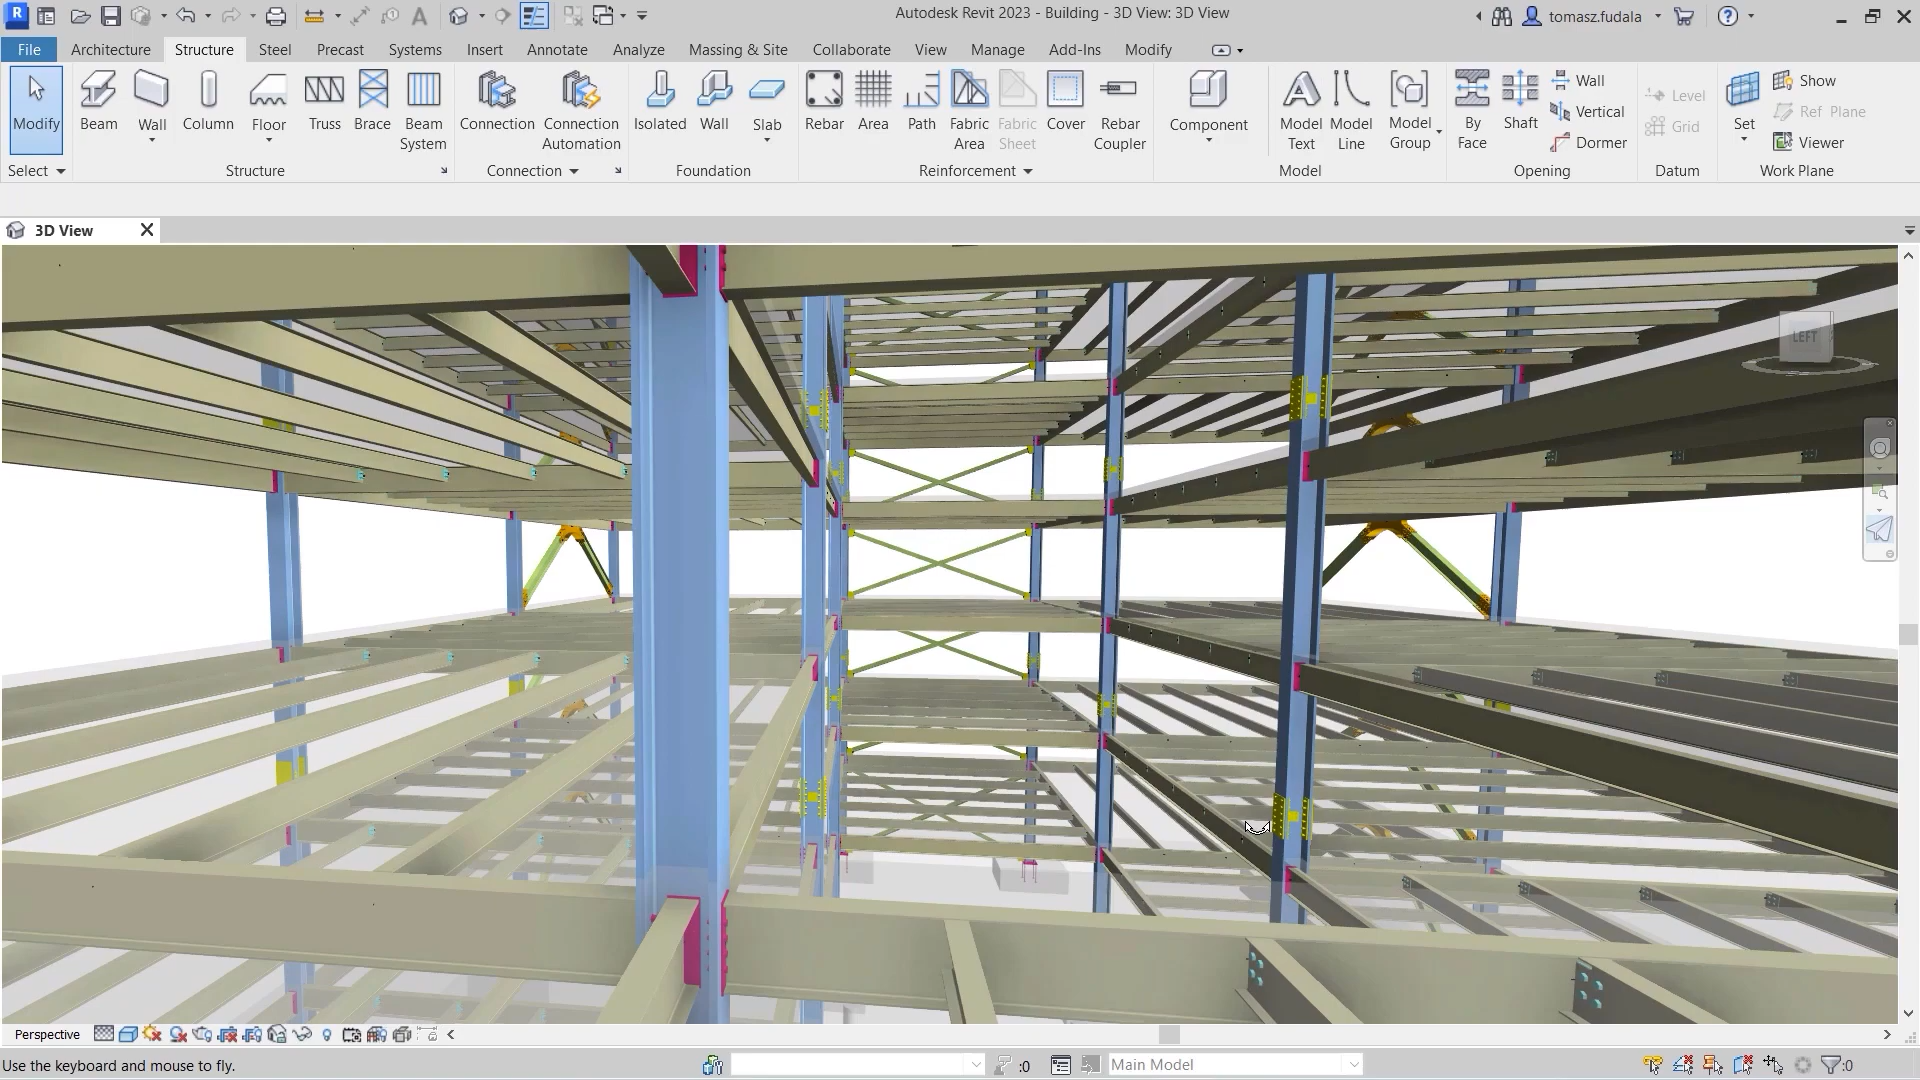 R
Autodesk Revit 2023 - Building - 3D View: 3D View
tomasz.fudala
File Architecture Structure Steel Precast Systems Insert Annotate Analyze Massing & Site Collaborate View Manage Add-Ins Modify
Modify
Beam
Wall
Column
Floor
Truss
Brace
Beam
System
Connection
Connection
Automation
Isolated
Wall
Slab
Rebar
Area
Path
Fabric
Area
Fabric
Sheet
Cover
Rebar
Coupler
Component
Model
Text
Model
Line
Model
Group
By
Face
Shaft
Wall
Vertical
Dormer
Level
Grid
Set
Show
Ref Plane
Viewer
Select
Structure
Connection
Foundation
Reinforcement
Model
Opening
Datum
Work Plane
3D View
LEFT
Perspective
Use the keyboard and mouse to fly.
:0
Main Model
:0